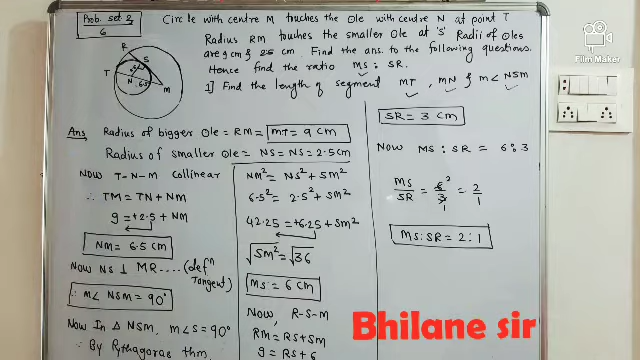 Prob. set 2
6
Circle with centre M touches the Ole with centre N at point T
Radius RM touches the smaller Ole at 'S' Radii of Oles
are 9 cm & 2.5 cm. Find the ans. to the following questions.
Hence find the ratio MS : SR.
1] Find the length of segment MT, MN & m∠NSM
R
S
T
N
6.5
M
Ans
Radius of bigger Ole = RM = MT = 9 cm
Radius of smaller Ole = NS = NS = 2.5 cm
Now T-N-M collinear
∴ TM = TN + NM
9 = +2.5 + NM
NM = 6.5 cm
Now NS ⊥ MR .... (defⁿ
tangent)
∴ m∠ NSM = 90°
Now In △ NSM, m∠S = 90°
∴ By Pythagoras thm.
NM² = NS² + SM²
6.5² = 2.5² + SM²
42.25 = +6.25 + SM²
√SM² = √36
MS = 6 cm
Now, R-S-M
RM = RS + SM
9 = RS + 6
SR = 3 cm
Now MS : SR = 6 : 3
MS/SR = 6/3 = 2/1
2
1
MS : SR = 2 : 1
Bhilane sir
Made with
Film Maker